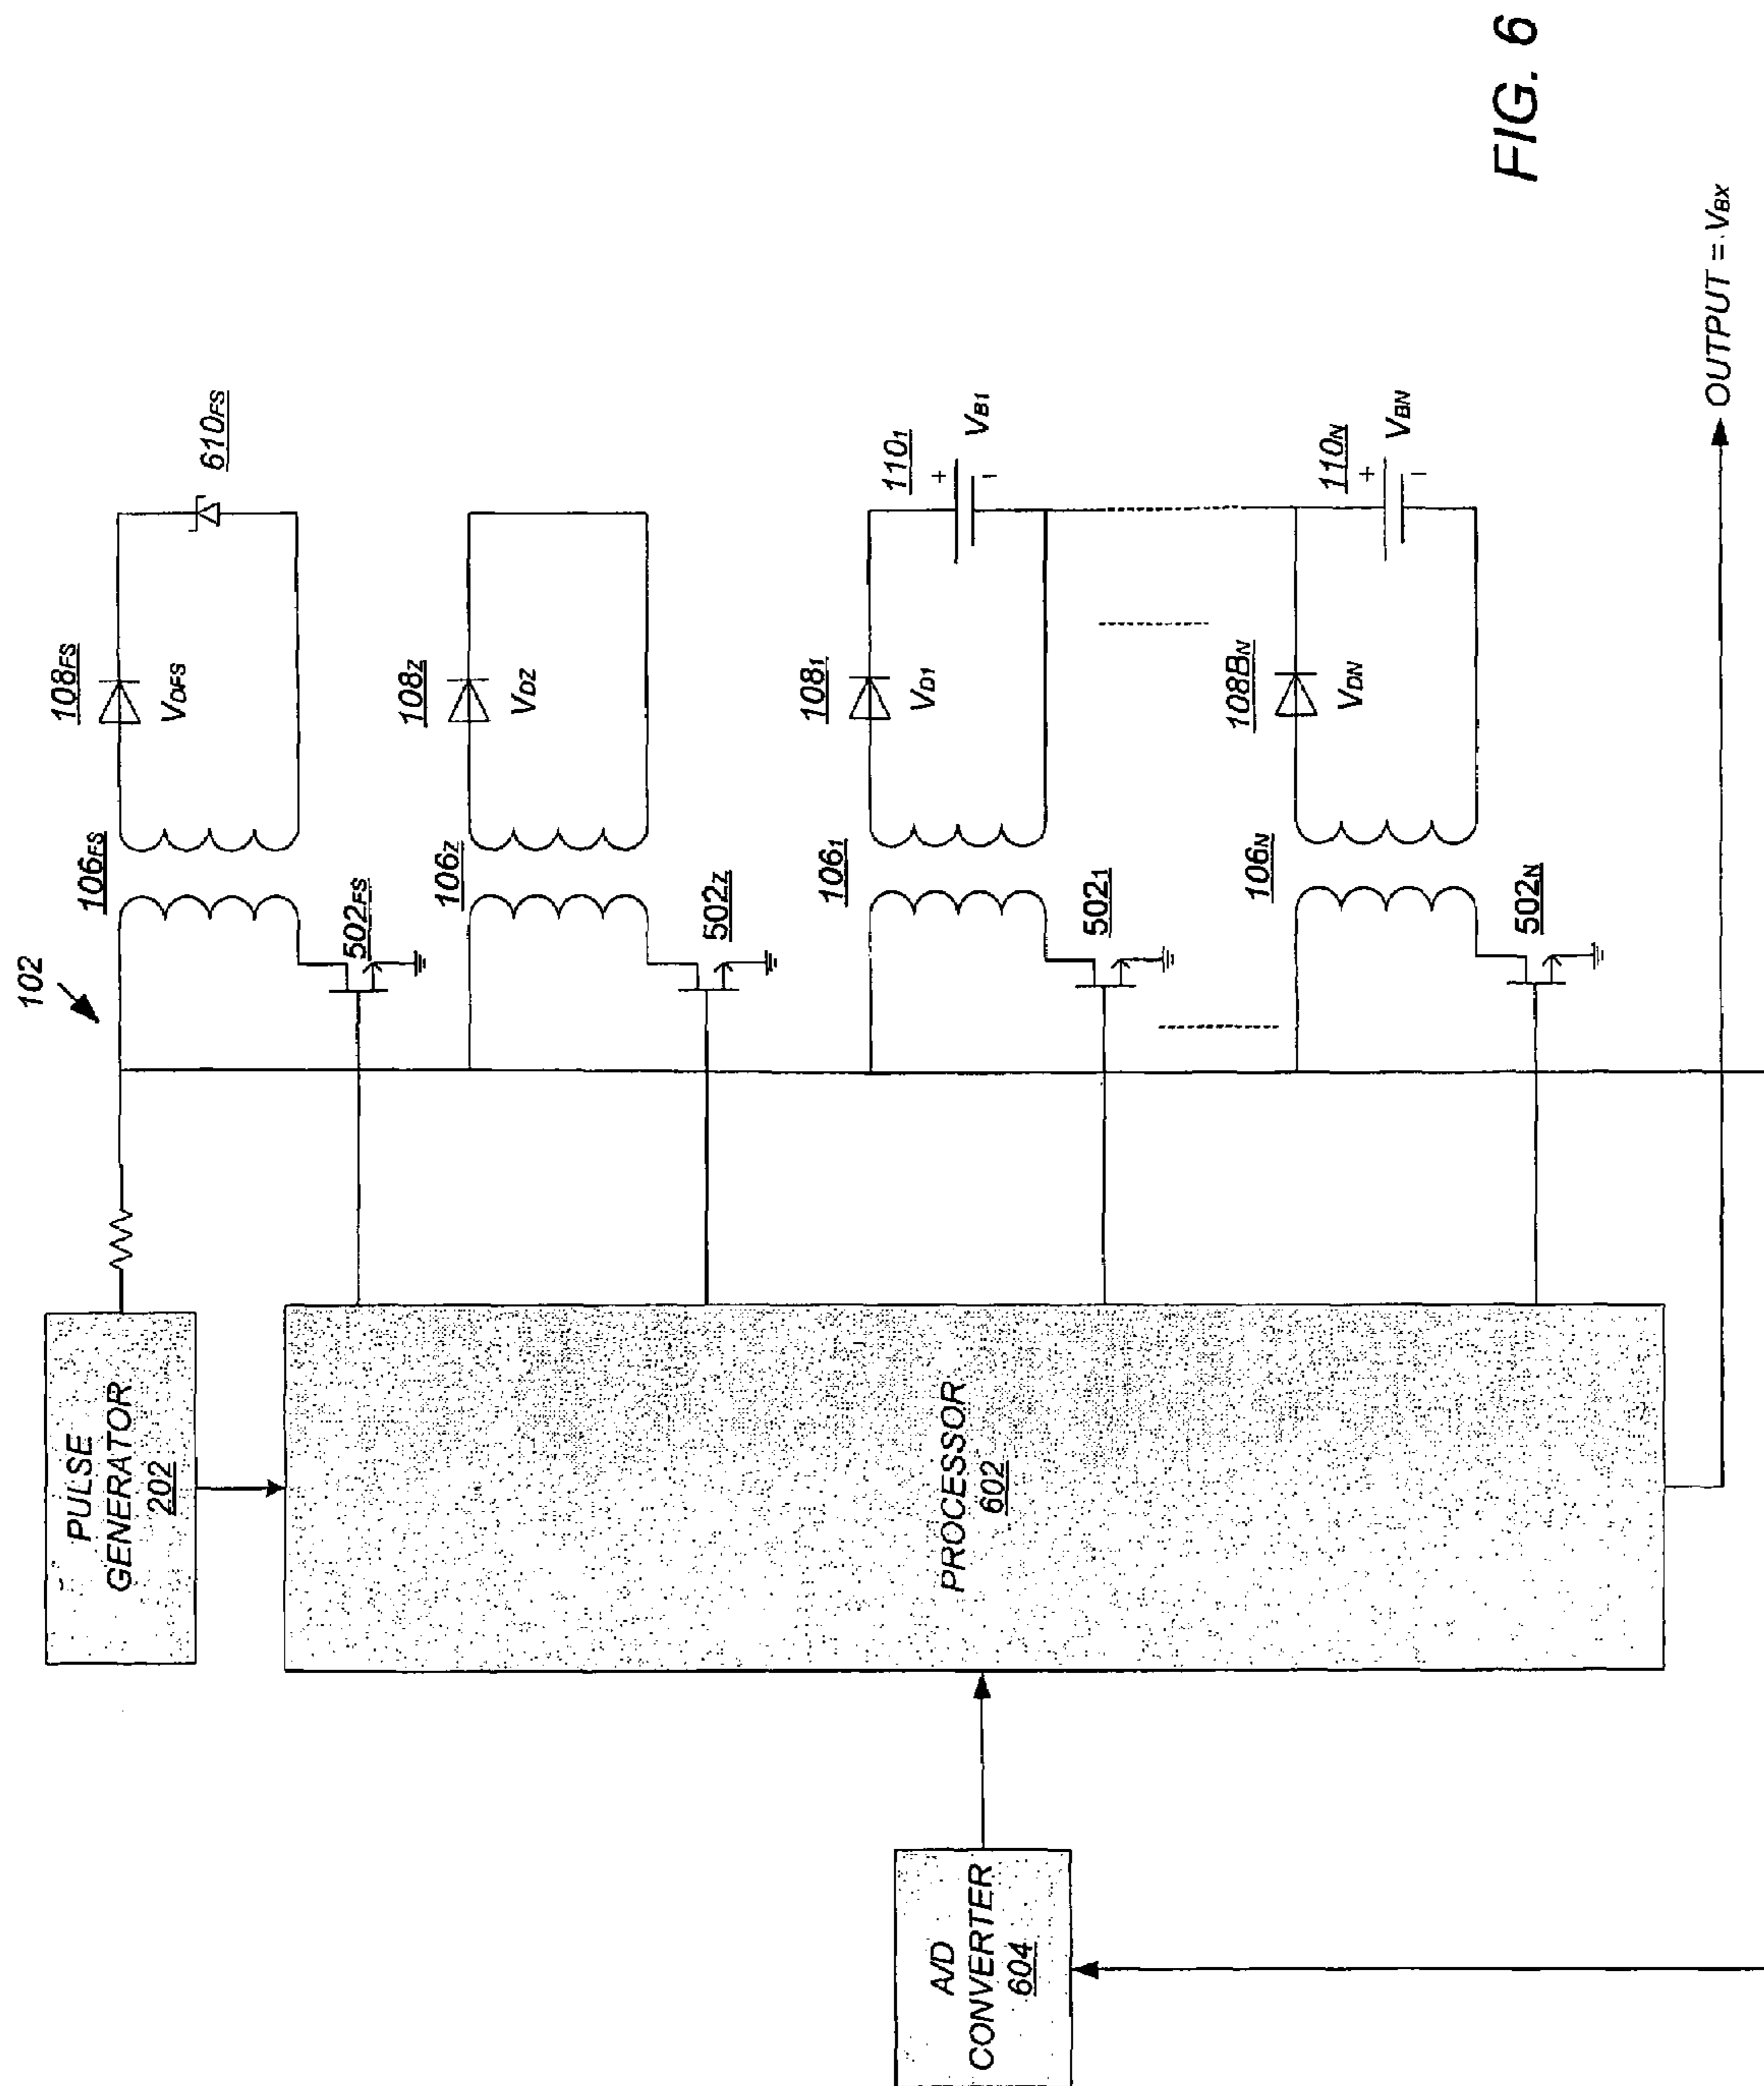 102
PULSE
GENERATOR
202
106FS
108FS
VDFS
610FS
502FS
106Z
108Z
VDZ
502Z
1061
1081
VD1
1101
+
-
VB1
5021
106N
108BN
VDN
110N
+
-
VBN
502N
PROCESSOR
602
A/D
CONVERTER
604
OUTPUT = VBX
FIG. 6